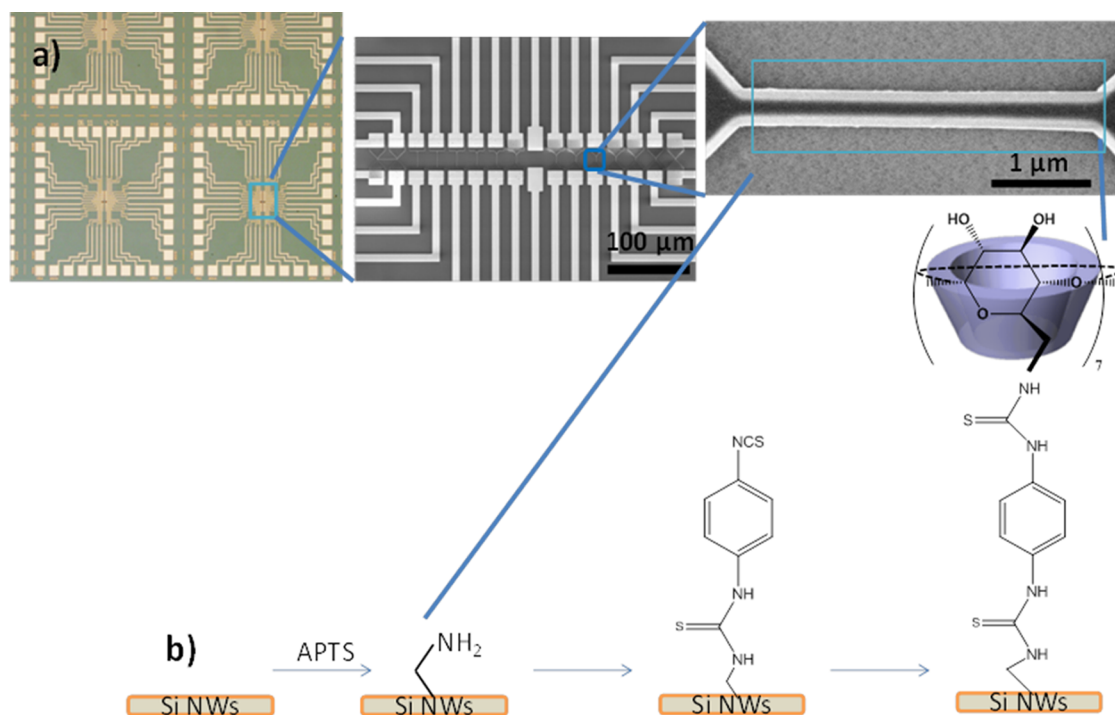 a)
100 μm
1 μm
HO
OH
O
O
7
NH
S
NH
NCS
NH
S
NH
NH
S
NH
b)
APTS
NH₂
Si NWs
Si NWs
Si NWs
Si NWs